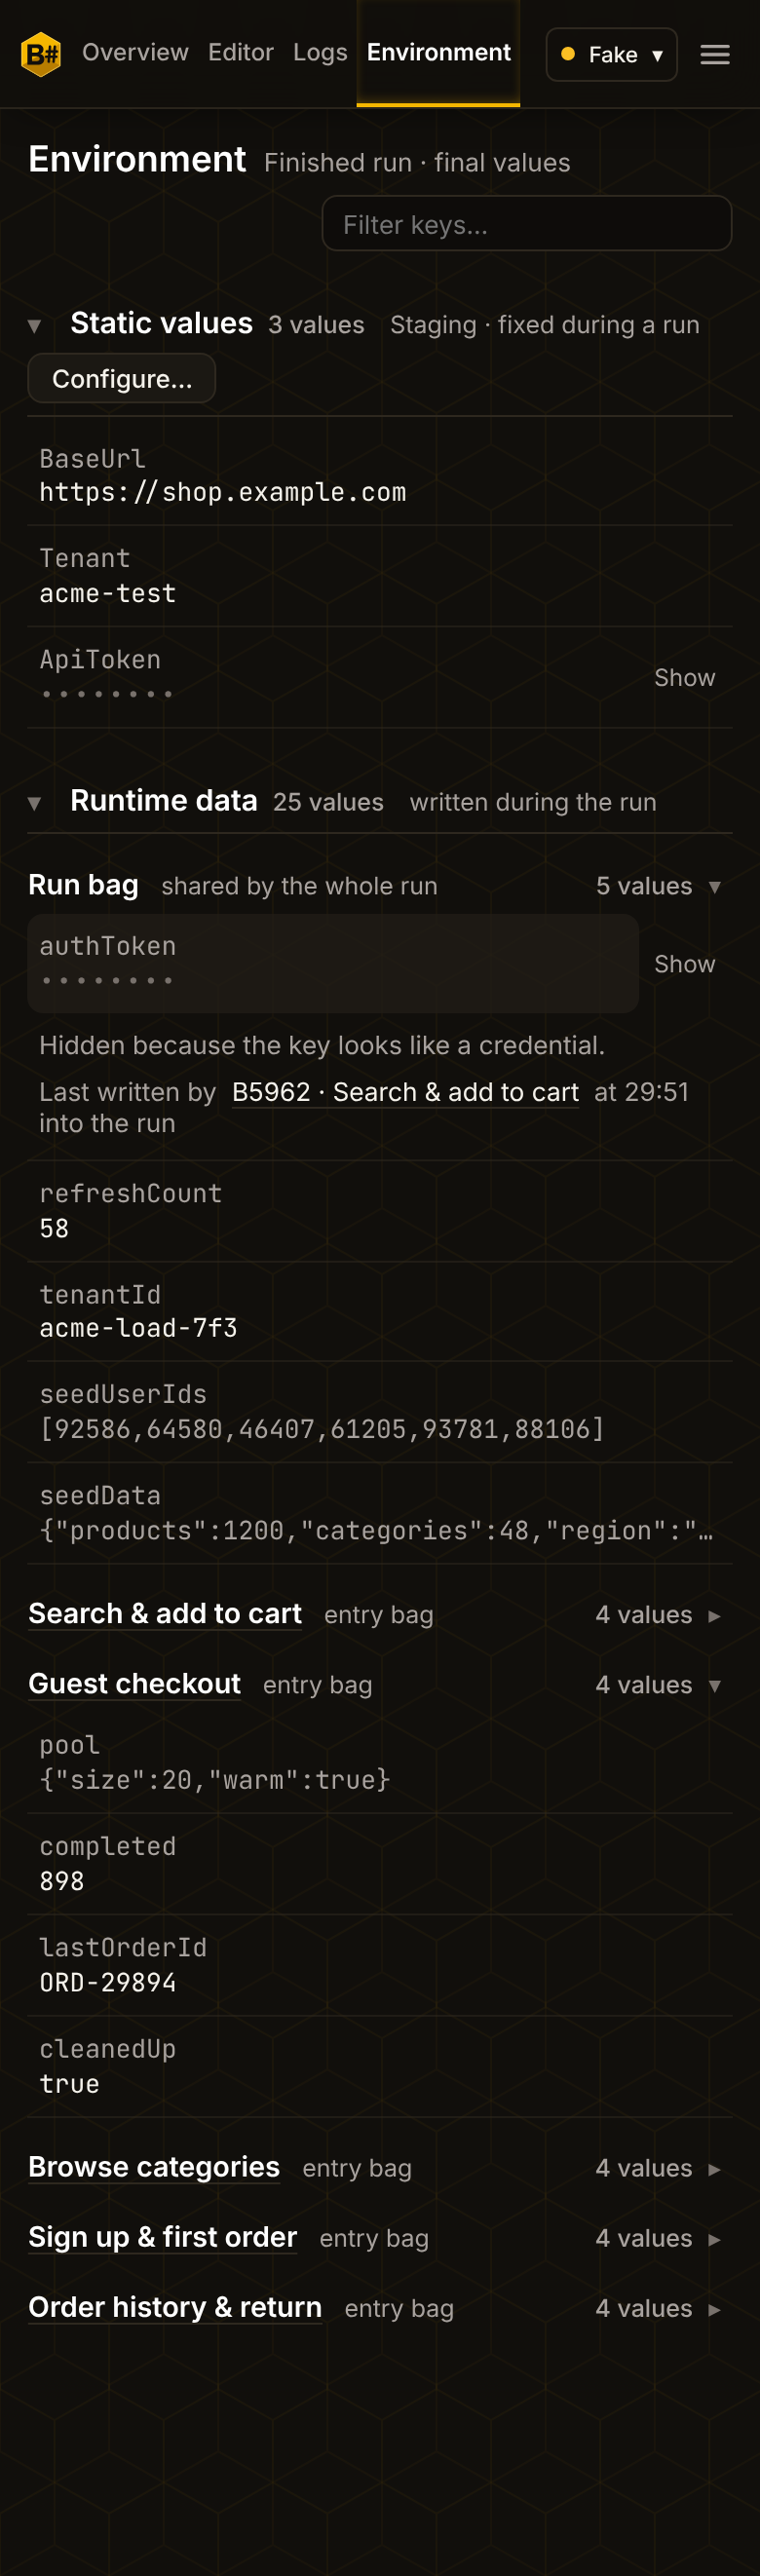 B# Overview Editor Logs Environment Fake ▾
Environment Finished run · final values
Filter keys...
▾ Static values 3 values Staging · fixed during a run
Configure...
BaseUrl
https://shop.example.com
Tenant
acme-test
ApiToken
•••••••• Show
▾ Runtime data 25 values written during the run
Run bag shared by the whole run 5 values ▾
authToken
•••••••• Show
Hidden because the key looks like a credential.
Last written by B5962 · Search & add to cart at 29:51
into the run
refreshCount
58
tenantId
acme-load-7f3
seedUserIds
[92586,64580,46407,61205,93781,88106]
seedData
{"products":1200,"categories":48,"region":"…
Search & add to cart entry bag 4 values ▸
Guest checkout entry bag 4 values ▾
pool
{"size":20,"warm":true}
completed
898
lastOrderId
ORD-29894
cleanedUp
true
Browse categories entry bag 4 values ▸
Sign up & first order entry bag 4 values ▸
Order history & return entry bag 4 values ▸